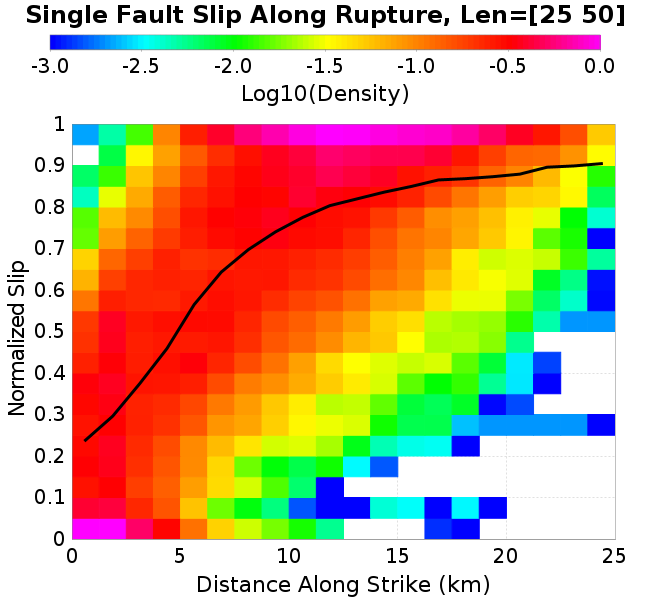 Single Fault Slip Along Rupture, Len=[25 50]
-3.0 -2.5 -2.0 -1.5 -1.0 -0.5 0.0
Log10(Density)
1
0.9
0.8
0.7
0.6
0.5
0.4
0.3
0.2
0.1
0
Normalized Slip
0 5 10 15 20 25
Distance Along Strike (km)